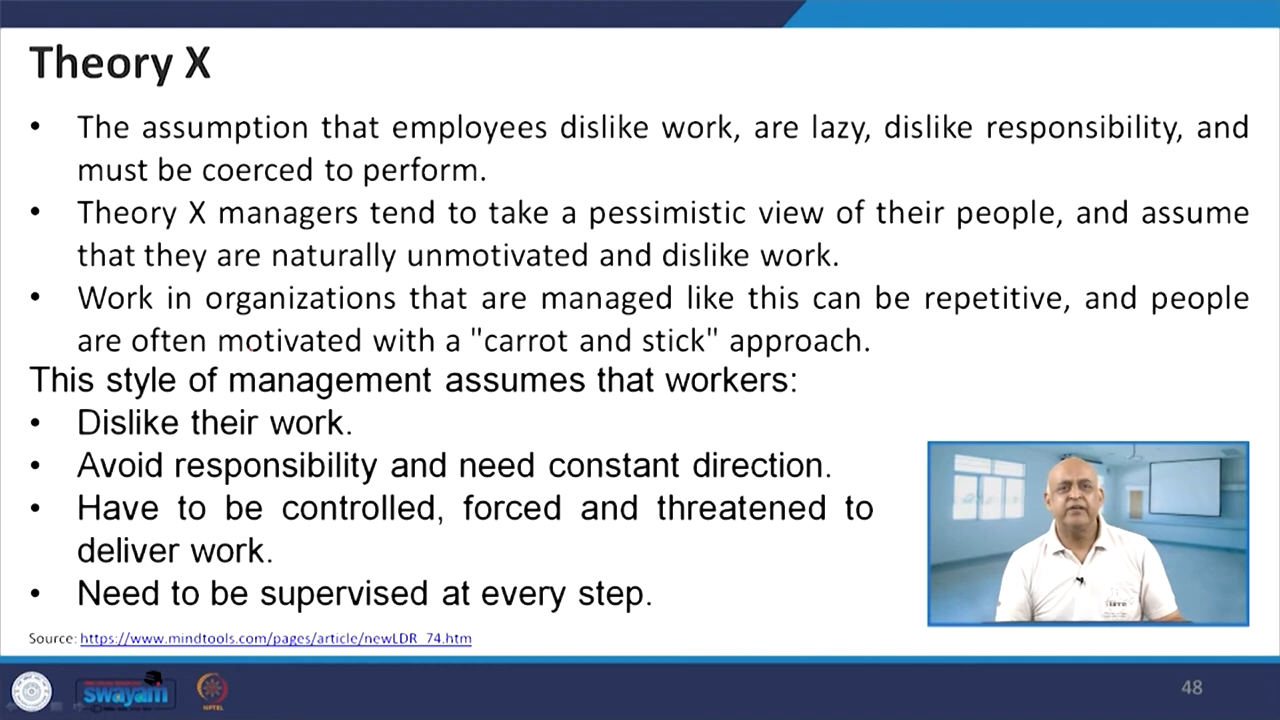 Theory X
• The assumption that employees dislike work, are lazy, dislike responsibility, and
must be coerced to perform.
• Theory X managers tend to take a pessimistic view of their people, and assume
that they are naturally unmotivated and dislike work.
• Work in organizations that are managed like this can be repetitive, and people
are often motivated with a "carrot and stick" approach.
This style of management assumes that workers:
• Dislike their work.
• Avoid responsibility and need constant direction.
• Have to be controlled, forced and threatened to
deliver work.
• Need to be supervised at every step.
Source: https://www.mindtools.com/pages/article/newLDR_74.htm
swayam
NPTEL
48